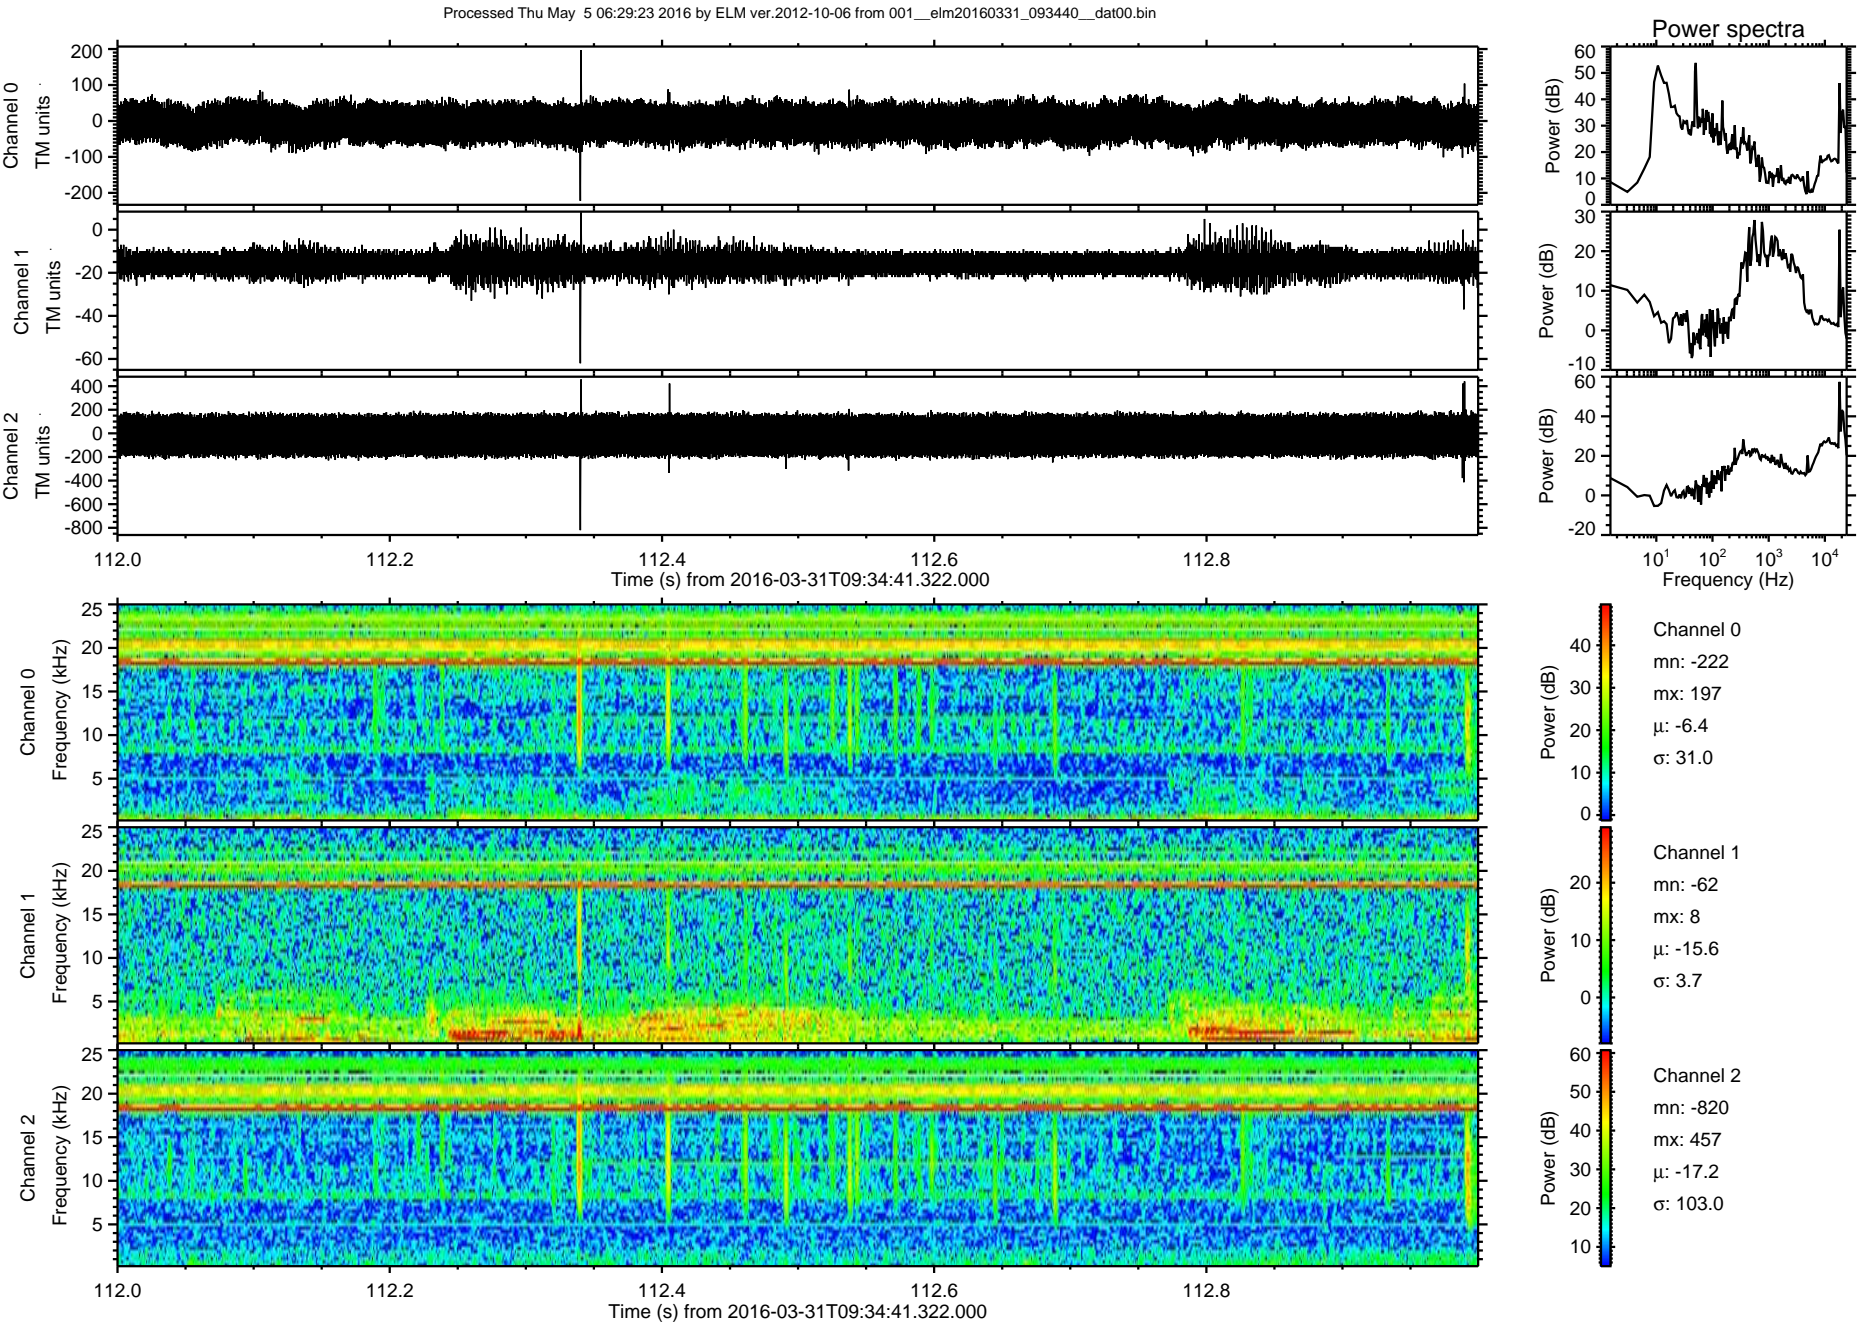 Processed Thu May  5 06:29:23 2016 by ELM ver.2012-10-06 from 001__elm20160331_093440__dat00.bin
Power spectra
Channel 0
TM units
200
100
0
-100
-200
Power (dB)
60
50
40
30
20
10
0
Channel 1
TM units
0
-20
-40
-60
Power (dB)
30
20
10
0
-10
Channel 2
TM units
400
200
0
-200
-400
-600
-800
Power (dB)
60
40
20
0
-20
112.0 112.2 112.4 112.6 112.8
Time (s) from 2016-03-31T09:34:41.322.000
10^1 10^2 10^3 10^4
Frequency (Hz)
Channel 0
Frequency (kHz)
25
20
15
10
5
Power (dB)
40
30
20
10
0
Channel 0
mn: -222
mx: 197
μ: -6.4
σ: 31.0
Channel 1
Frequency (kHz)
25
20
15
10
5
Power (dB)
20
10
0
Channel 1
mn: -62
mx: 8
μ: -15.6
σ: 3.7
Channel 2
Frequency (kHz)
25
20
15
10
5
Power (dB)
60
50
40
30
20
10
Channel 2
mn: -820
mx: 457
μ: -17.2
σ: 103.0
112.0 112.2 112.4 112.6 112.8
Time (s) from 2016-03-31T09:34:41.322.000